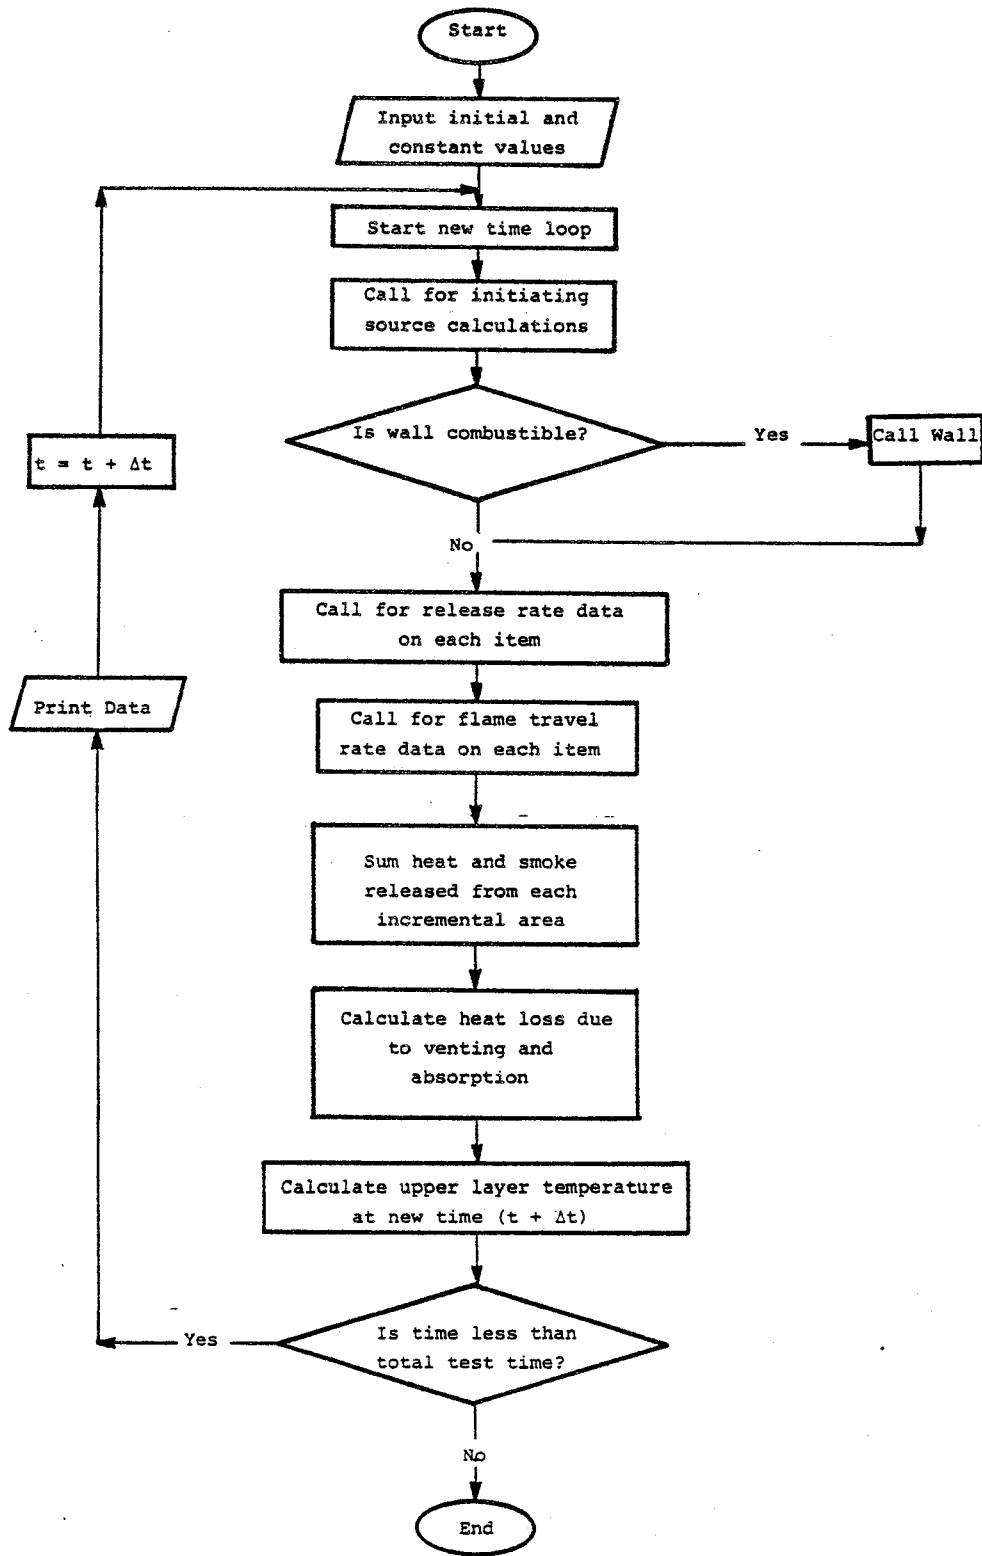 Start
Input initial and
constant values
Start new time loop
Call for initiating
source calculations
Is wall combustible?
Yes
Call Wall
t = t + Δt
No
Call for release rate data
on each item
Print Data
Call for flame travel
rate data on each item
Sum heat and smoke
released from each
incremental area
Calculate heat loss due
to venting and
absorption
Calculate upper layer temperature
at new time (t + Δt)
Is time less than
total test time?
Yes
No
End